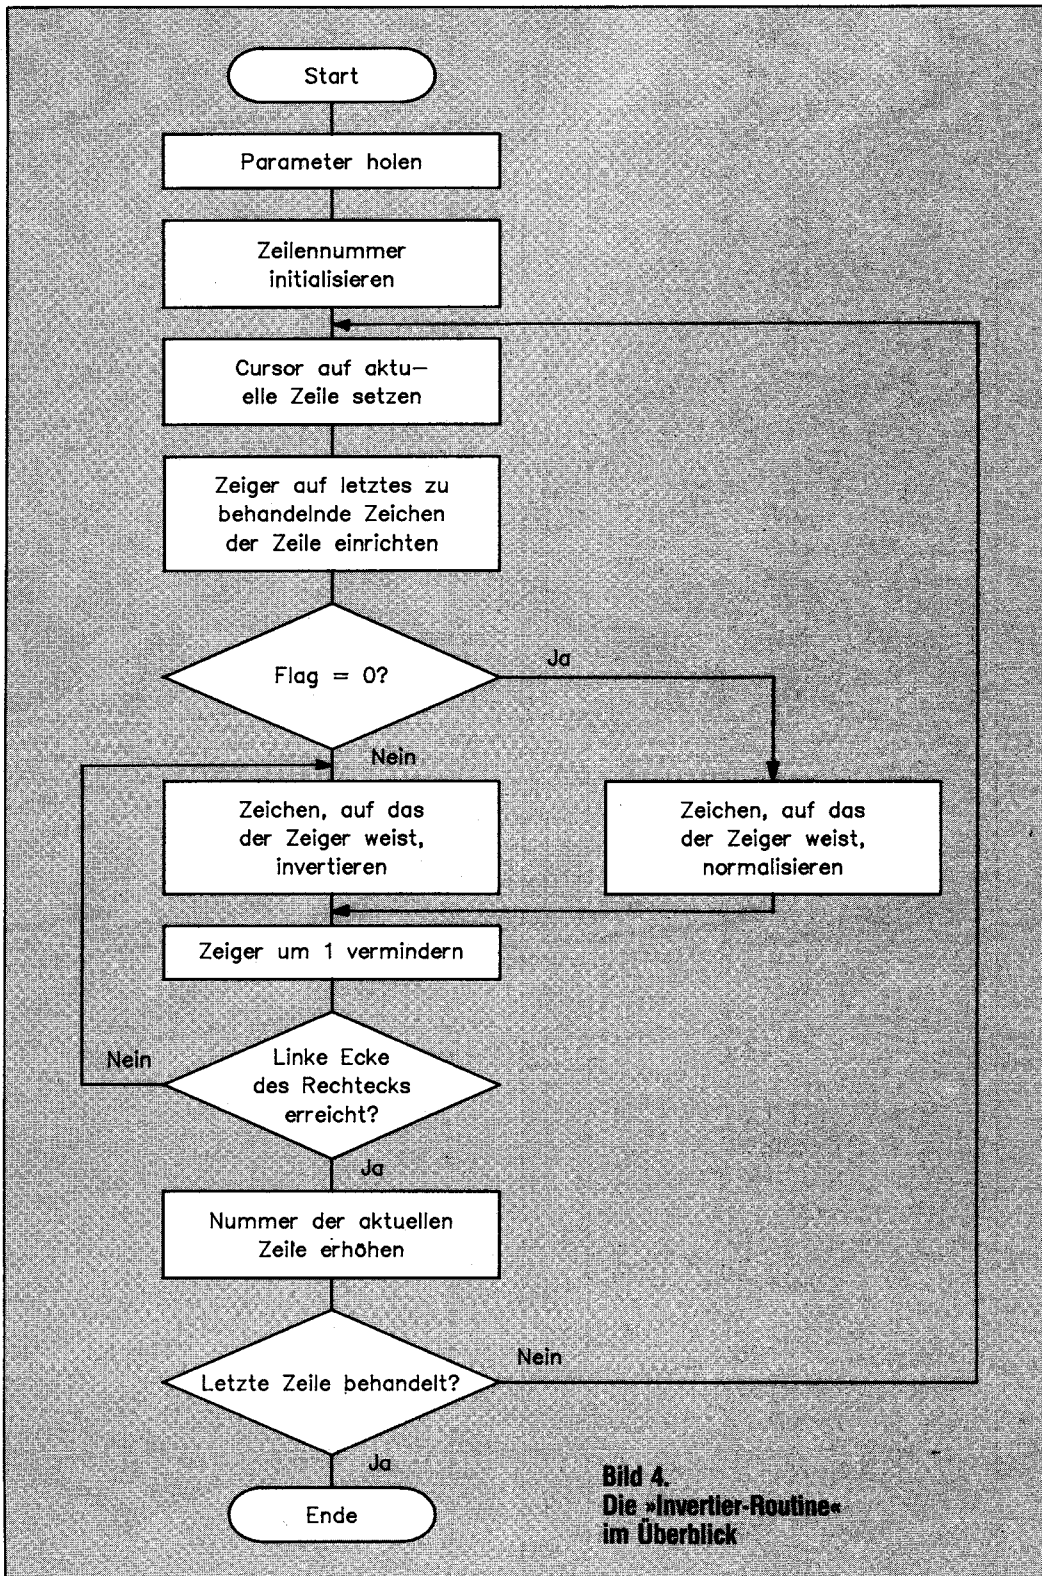 Start
Parameter holen
Zeilennummer
initialisieren
Cursor auf aktu–
elle Zeile setzen
Zeiger auf letztes zu
behandelnde Zeichen
der Zeile einrichten
Flag = 0?
Ja
Nein
Zeichen, auf das
der Zeiger weist,
invertieren
Zeichen, auf das
der Zeiger weist,
normalisieren
Zeiger um 1 vermindern
Nein
Linke Ecke
des Rechtecks
erreicht?
Ja
Nummer der aktuellen
Zeile erhöhen
Nein
Letzte Zeile behandelt?
Ja
Ende
Bild 4.
Die »Invertier-Routine«
im Überblick